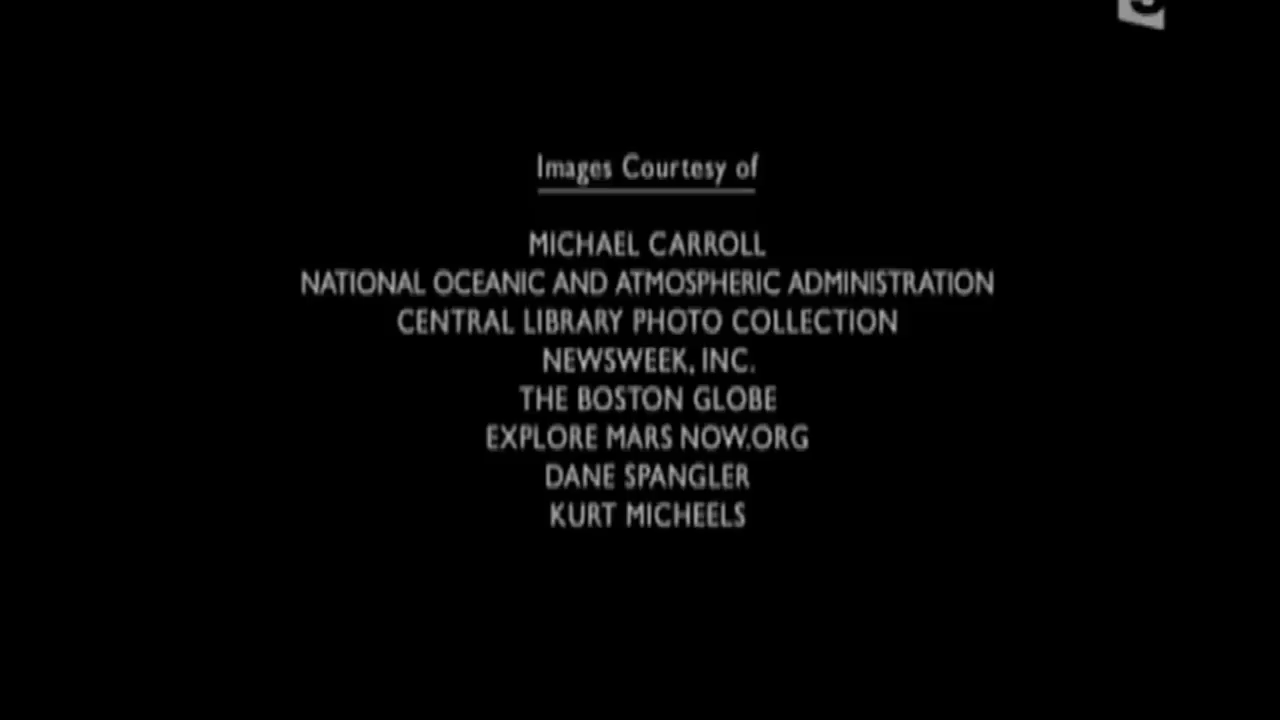 Images Courtesy of
MICHAEL CARROLL
NATIONAL OCEANIC AND ATMOSPHERIC ADMINISTRATION
CENTRAL LIBRARY PHOTO COLLECTION
NEWSWEEK, INC.
THE BOSTON GLOBE
EXPLORE MARS NOW.ORG
DANE SPANGLER
KURT MICHEELS